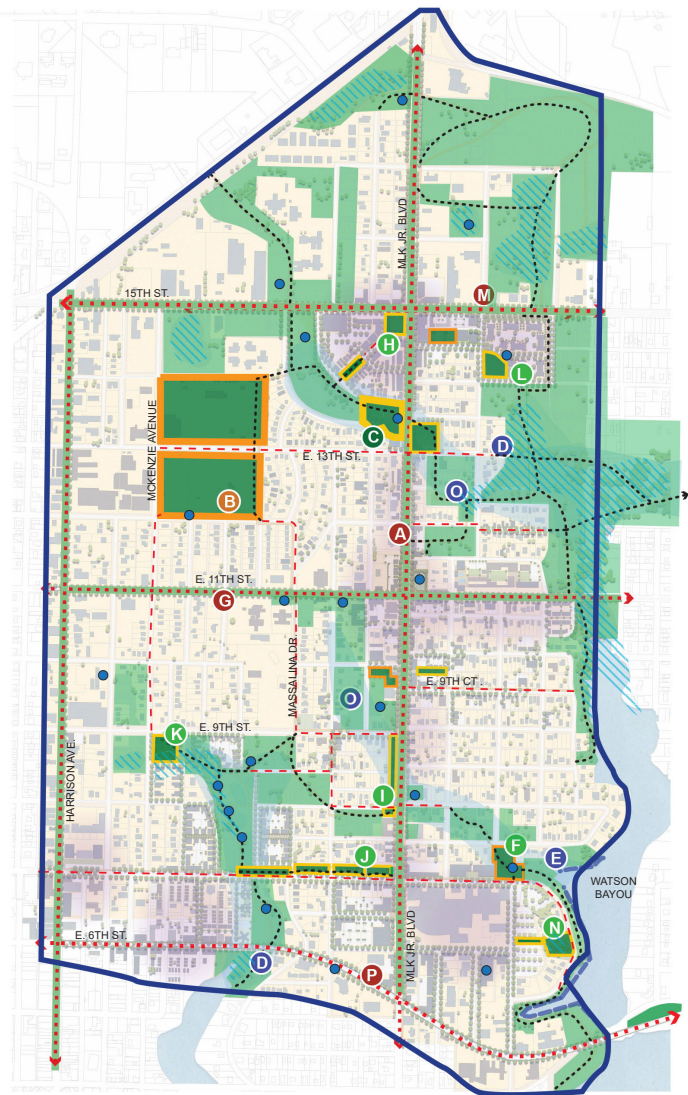 MLK JR. BLVD
M
15TH ST.
H
L
MCKENZIE AVENUE
C
E. 13TH ST.
D
O
B
A
E. 11TH ST.
G
MASSALINA DR.
E. 9TH CT .
O
E. 9TH ST.
K
HARRISON AVE.
I
J
F
E
WATSON
BAYOU
N
MLK JR. BLVD
E. 6TH ST.
D
P